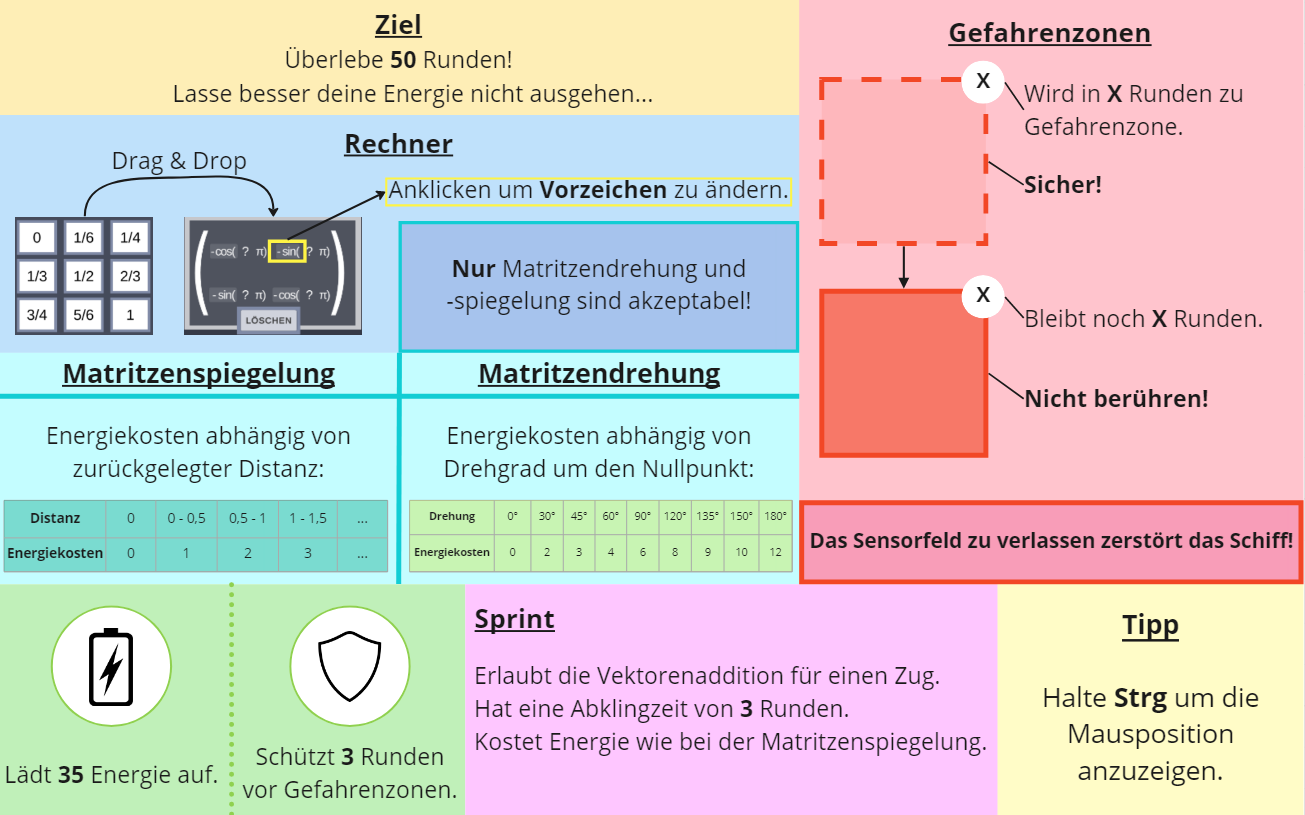 Ziel
Überlebe 50 Runden!
Lasse besser deine Energie nicht ausgehen...
Rechner
Drag & Drop
Anklicken um Vorzeichen zu ändern.
0 1/6 1/4
1/3 1/2 2/3
3/4 5/6 1
-cos( ? π) -sin( ? π)
-sin( ? π) -cos( ? π)
LÖSCHEN
Nur Matritzendrehung und
-spiegelung sind akzeptabel!
Gefahrenzonen
X
Wird in X Runden zu
Gefahrenzone.
Sicher!
X
Bleibt noch X Runden.
Nicht berühren!
Das Sensorfeld zu verlassen zerstört das Schiff!
Matritzenspiegelung
Energiekosten abhängig von
zurückgelegter Distanz:
Distanz 0 0 - 0,5 0,5 - 1 1 - 1,5 ...
Energiekosten 0 1 2 3 ...
Matritzendrehung
Energiekosten abhängig von
Drehgrad um den Nullpunkt:
Drehung 0° 30° 45° 60° 90° 120° 135° 150° 180°
Energiekosten 0 2 3 4 6 8 9 10 12
Lädt 35 Energie auf.
Schützt 3 Runden
vor Gefahrenzonen.
Sprint
Erlaubt die Vektorenaddition für einen Zug.
Hat eine Abklingzeit von 3 Runden.
Kostet Energie wie bei der Matritzenspiegelung.
Tipp
Halte Strg um die
Mausposition
anzuzeigen.